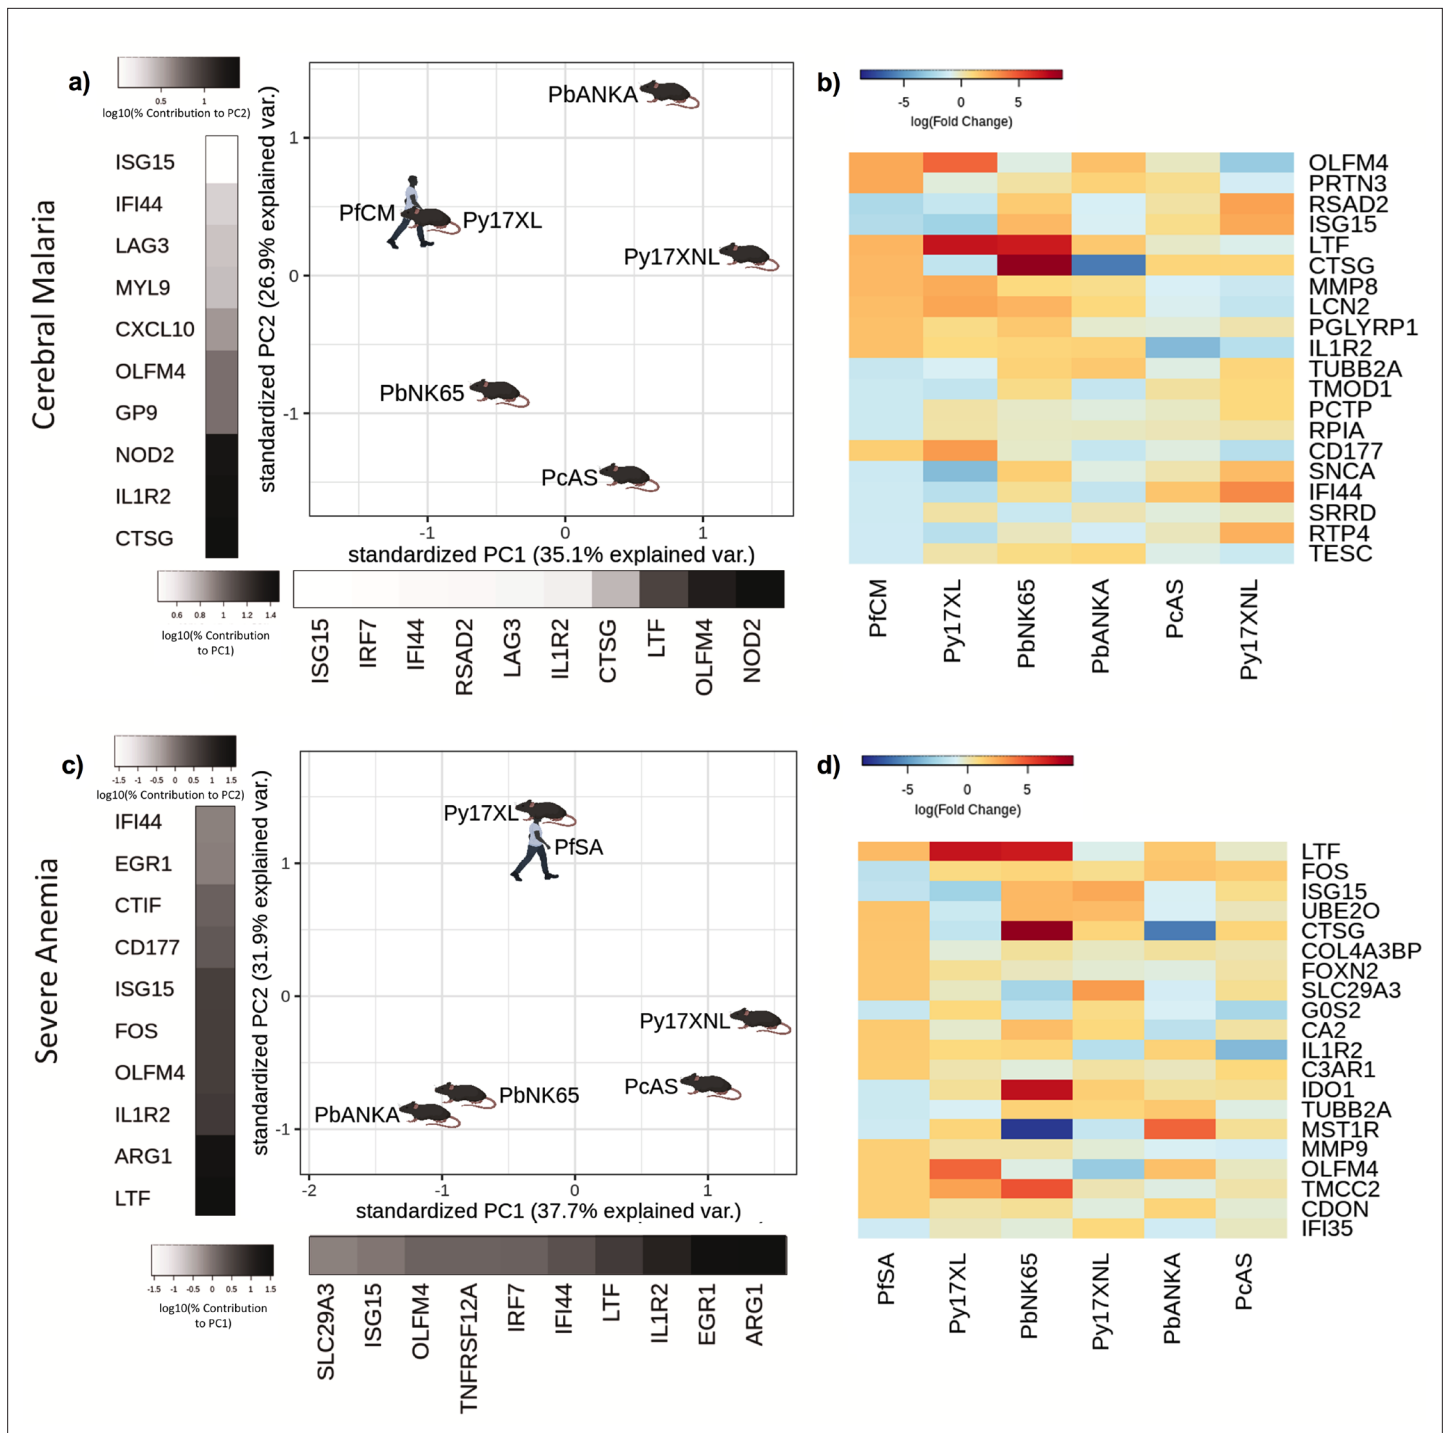 a)
0.5 1
log10(% Contribution to PC2)
Cerebral Malaria
ISG15
IFI44
LAG3
MYL9
CXCL10
OLFM4
GP9
NOD2
IL1R2
CTSG
standardized PC2 (26.9% explained var.)
1
0
-1
PbANKA
PfCM
Py17XL
Py17XNL
PbNK65
PcAS
-1 0 1
standardized PC1 (35.1% explained var.)
0.6 0.8 1 1.2 1.4
log10(% Contribution
to PC1)
ISG15
IRF7
IFI44
RSAD2
LAG3
IL1R2
CTSG
LTF
OLFM4
NOD2
b)
-5 0 5
log(Fold Change)
OLFM4
PRTN3
RSAD2
ISG15
LTF
CTSG
MMP8
LCN2
PGLYRP1
IL1R2
TUBB2A
TMOD1
PCTP
RPIA
CD177
SNCA
IFI44
SRRD
RTP4
TESC
PfCM
Py17XL
PbNK65
PbANKA
PcAS
Py17XNL
c)
-1.5 -1 -0.5 0 0.5 1 1.5
log10(% Contribution to PC2)
Severe Anemia
IFI44
EGR1
CTIF
CD177
ISG15
FOS
OLFM4
IL1R2
ARG1
LTF
standardized PC2 (31.9% explained var.)
1
0
-1
Py17XL
PfSA
Py17XNL
PbNK65
PcAS
PbANKA
-2 -1 0 1
standardized PC1 (37.7% explained var.)
-1.5 -1 -0.5 0 0.5 1 1.5
log10(% Contribution
to PC1)
SLC29A3
ISG15
OLFM4
TNFRSF12A
IRF7
IFI44
LTF
IL1R2
EGR1
ARG1
d)
-5 0 5
log(Fold Change)
LTF
FOS
ISG15
UBE2O
CTSG
COL4A3BP
FOXN2
SLC29A3
G0S2
CA2
IL1R2
C3AR1
IDO1
TUBB2A
MST1R
MMP9
OLFM4
TMCC2
CDON
IFI35
PfSA
Py17XL
PbNK65
Py17XNL
PbANKA
PcAS